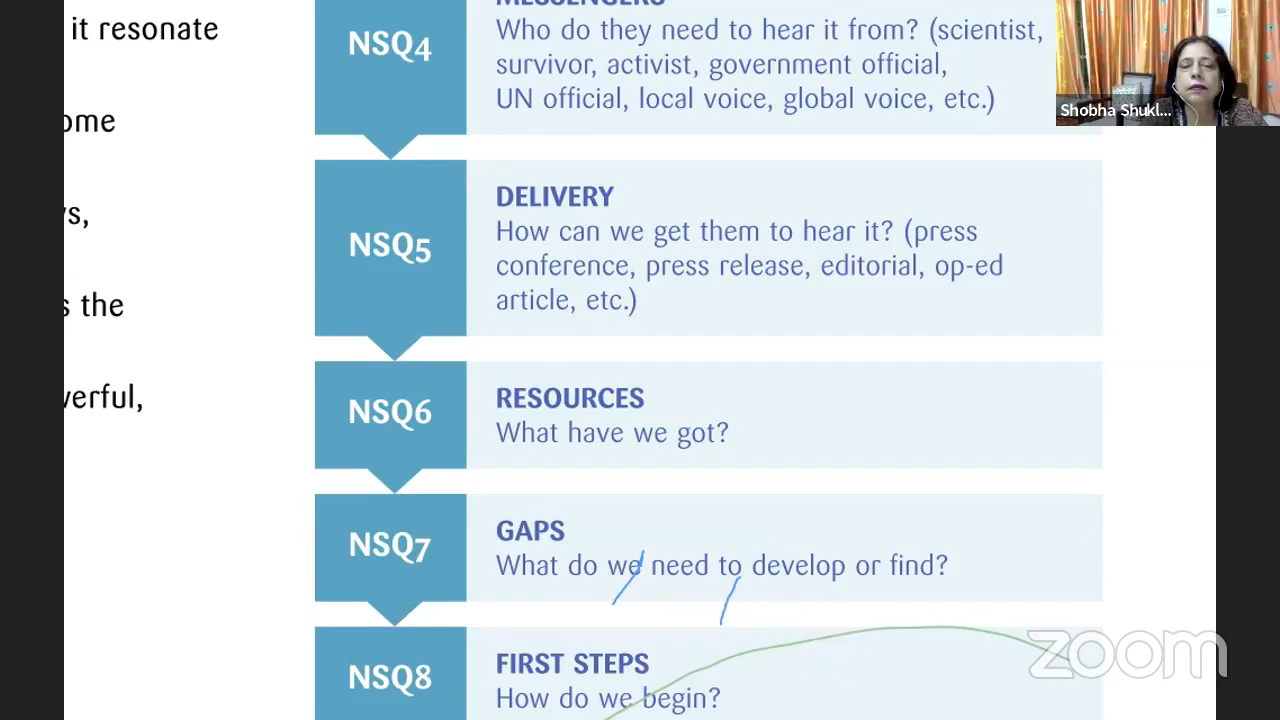 it resonate
ome
s,
s the
erful,
NSQ4
MESSENGERS
Who do they need to hear it from? (scientist,
survivor, activist, government official,
UN official, local voice, global voice, etc.)
NSQ5
DELIVERY
How can we get them to hear it? (press
conference, press release, editorial, op-ed
article, etc.)
NSQ6
RESOURCES
What have we got?
NSQ7
GAPS
What do we need to develop or find?
NSQ8
FIRST STEPS
How do we begin?
Shobha Shukl...
zoom